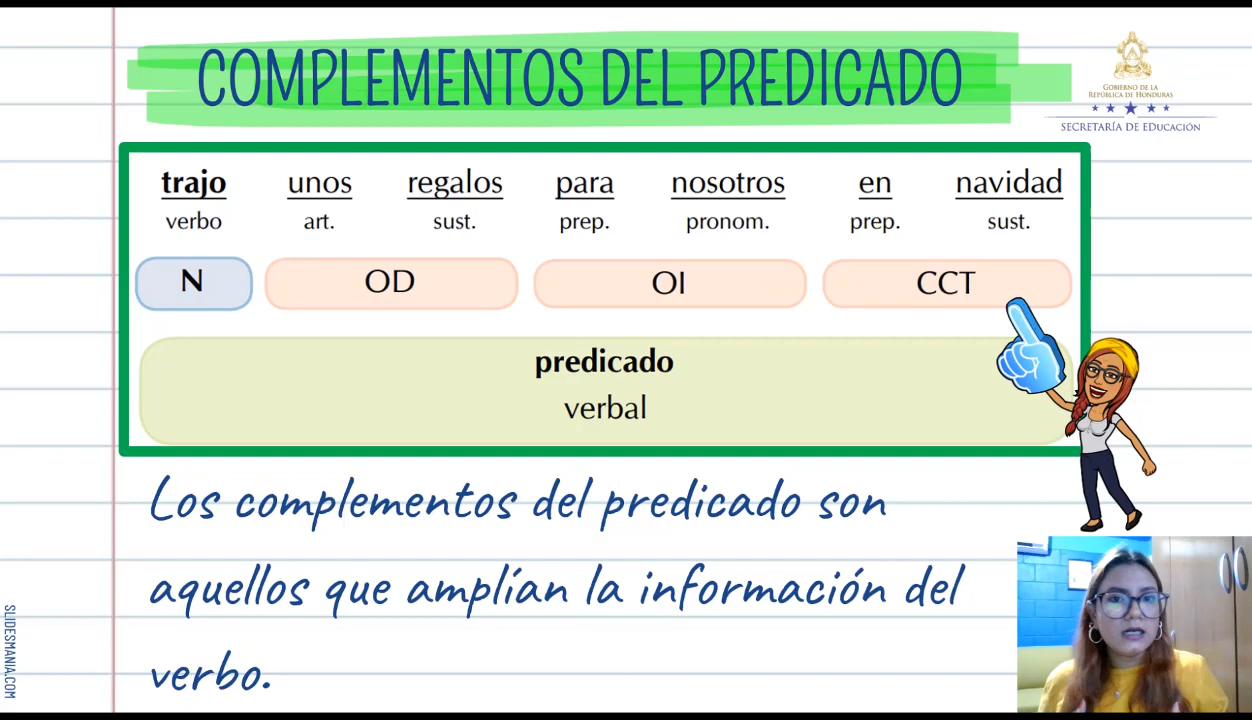 COMPLEMENTOS DEL PREDICADO
GOBIERNO DE LA
REPÚBLICA DE HONDURAS
SECRETARÍA DE EDUCACIÓN
trajo unos regalos para nosotros en navidad
verbo art. sust. prep. pronom. prep. sust.
N OD OI CCT
predicado
verbal
Los complementos del predicado son
aquellos que amplían la información del
verbo.
SLIDESMANIA.COM